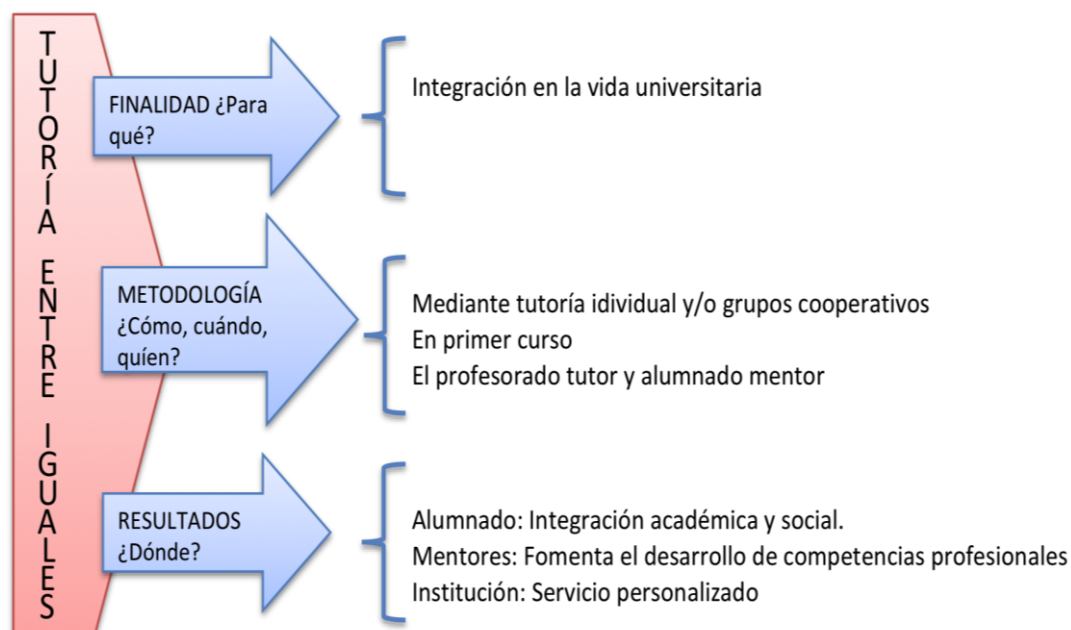 TUTORÍA ENTRE IGUALES
FINALIDAD ¿Para
qué?
Integración en la vida universitaria
METODOLOGÍA
¿Cómo, cuándo,
quíen?
Mediante tutoría idividual y/o grupos cooperativos
En primer curso
El profesorado tutor y alumnado mentor
RESULTADOS
¿Dónde?
Alumnado: Integración académica y social.
Mentores: Fomenta el desarrollo de competencias profesionales
Institución: Servicio personalizado